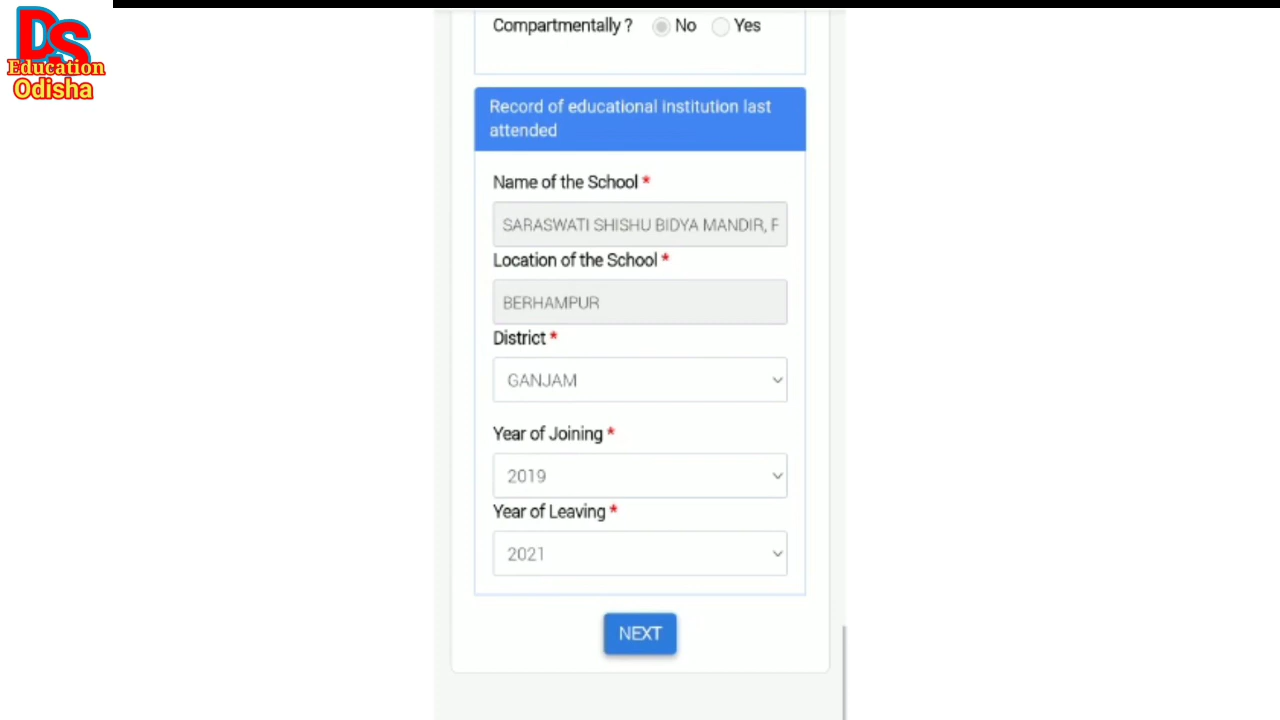 DS
Education
Odisha
Compartmentally ? No Yes
Record of educational institution last
attended
Name of the School *
SARASWATI SHISHU BIDYA MANDIR, F
Location of the School *
BERHAMPUR
District *
GANJAM
Year of Joining *
2019
Year of Leaving *
2021
NEXT